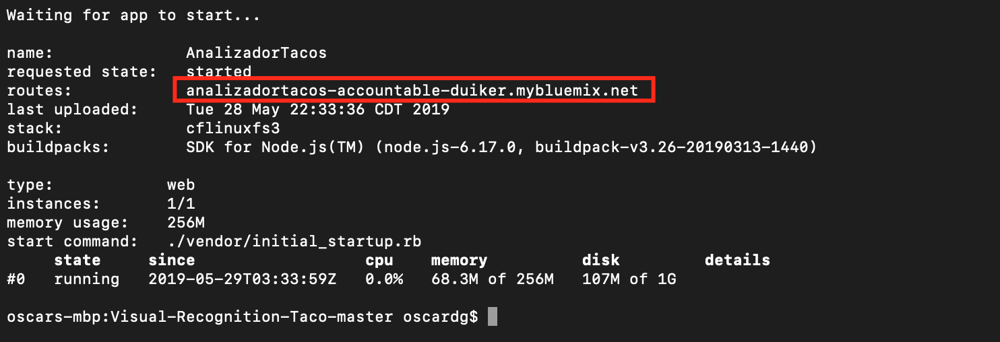 Waiting for app to start...
name: AnalizadorTacos
requested state: started
routes: analizadortacos-accountable-duiker.mybluemix.net
last uploaded: Tue 28 May 22:33:36 CDT 2019
stack: cflinuxfs3
buildpacks: SDK for Node.js(TM) (node.js-6.17.0, buildpack-v3.26-20190313-1440)
type: web
instances: 1/1
memory usage: 256M
start command: ./vendor/initial_startup.rb
state since cpu memory disk details
#0 running 2019-05-29T03:33:59Z 0.0% 68.3M of 256M 107M of 1G
oscars-mbp:Visual-Recognition-Taco-master oscardg$